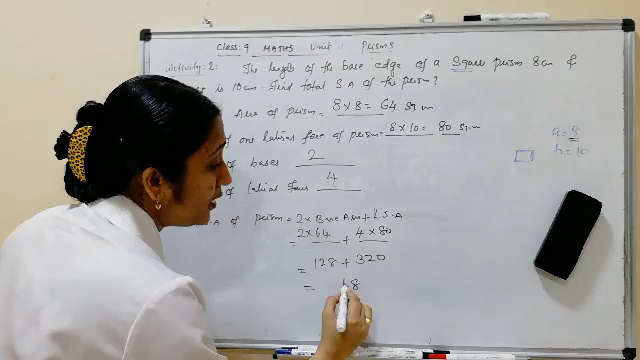 Class: 9 MATHS Unit 11 Prisms
Activity: 2: The length of the base edge of a Square prism 8cm &
is 10cm. Find total S.A of the prism?
Area of prism = 8 × 8 = 64 sq.cm
of one lateral face of prism = 8 × 10 = 80 sq.cm
a = 8
h = 10
of bases 2
of lateral faces 4
.A of prism = 2 × Base Area + L.S.A
= 2 × 64 + 4 × 80
= 128 + 320
= 48